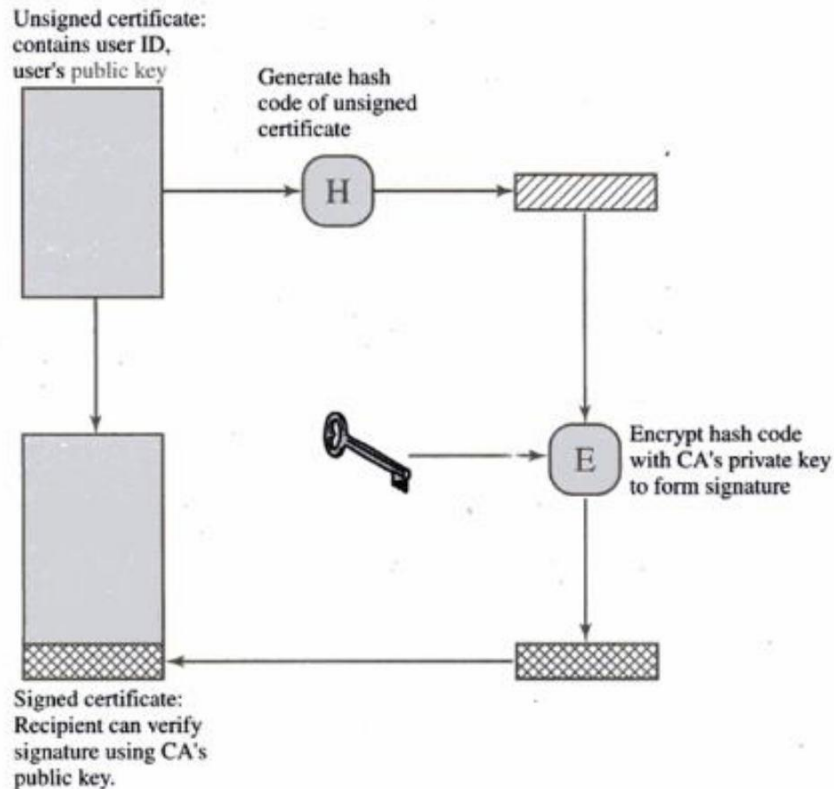 Unsigned certificate:
contains user ID,
user's public key
Generate hash
code of unsigned
certificate
H
E
Encrypt hash code
with CA's private key
to form signature
Signed certificate:
Recipient can verify
signature using CA's
public key.